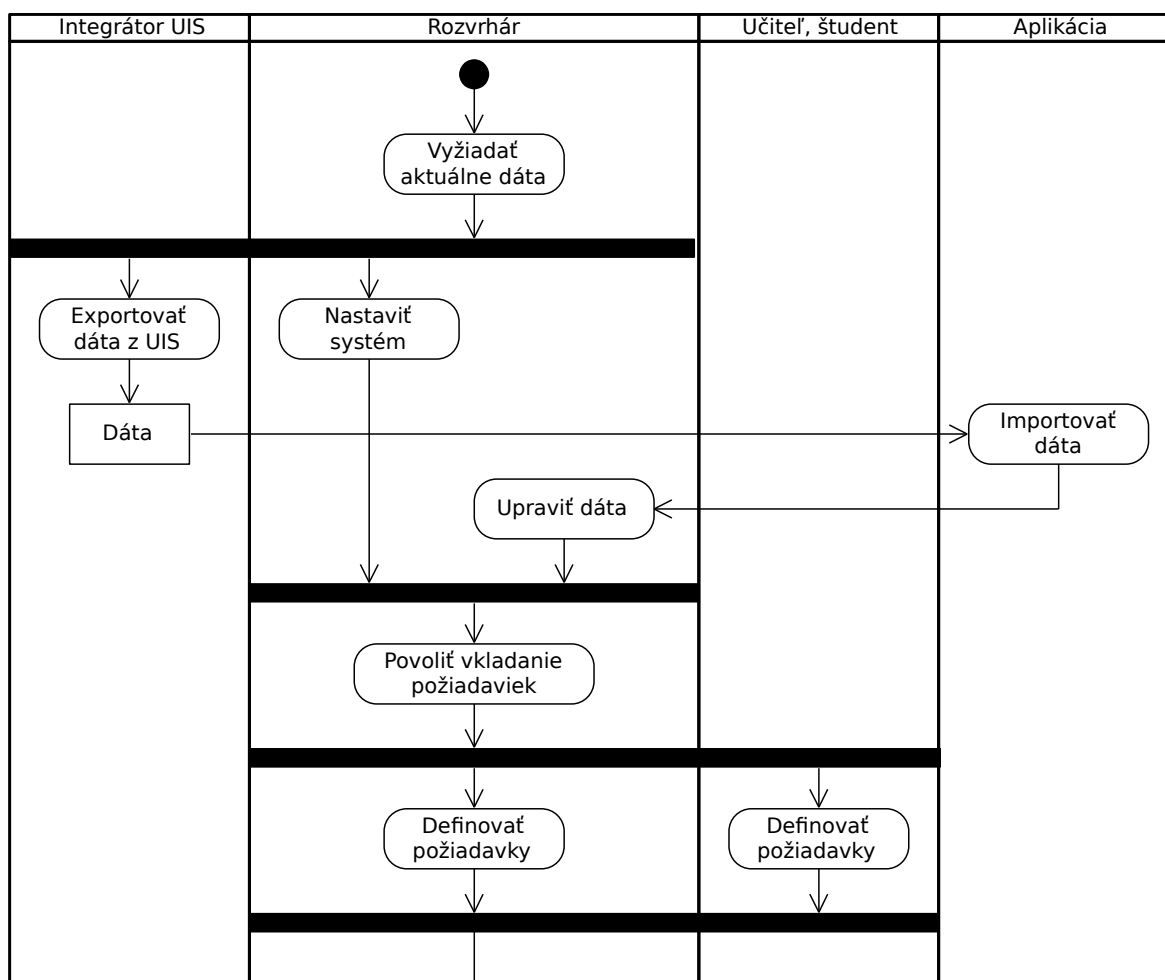 Integrátor UIS
Rozvrhár
Učiteľ, študent
Aplikácia
Vyžiadať
aktuálne dáta
Exportovať
dáta z UIS
Nastaviť
systém
Dáta
Importovať
dáta
Upraviť dáta
Povoliť vkladanie
požiadaviek
Definovať
požiadavky
Definovať
požiadavky